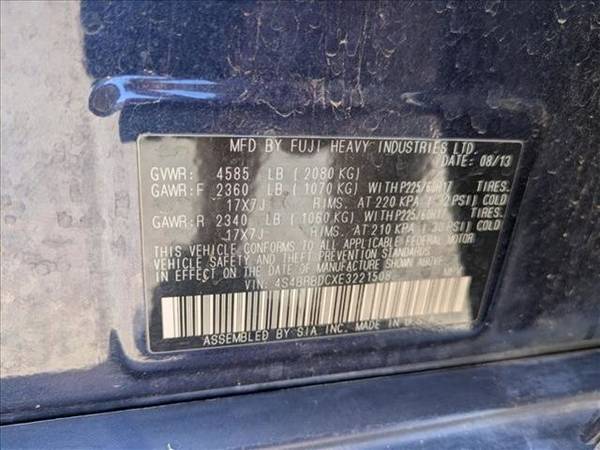 MFD BY FUJI HEAVY INDUSTRIES LTD.
DATE: 08/13
GVWR: 4585 LB ( 2080 KG)
GAWR:F 2360 LB ( 1070 KG) WITH P225/60R17 TIRES.
17X7J RIMS, AT 220 KPA ( 32 PSI) COLD
GAWR:R 2340 LB ( 1060 KG) WITH P225/60R17 TIRES.
17X7J RIMS, AT 210 KPA ( 30 PSI) COLD
THIS VEHICLE CONFORMS TO ALL APPLICABLE FEDERAL MOTOR
VEHICLE SAFETY AND THEFT PREVENTION STANDARDS
IN EFFECT ON THE DATE OF MANUFACTURE SHOWN ABOVE.
VIN: 4S4BRBDCXE3221508
ASSEMBLED BY S.I.A. INC. MADE IN